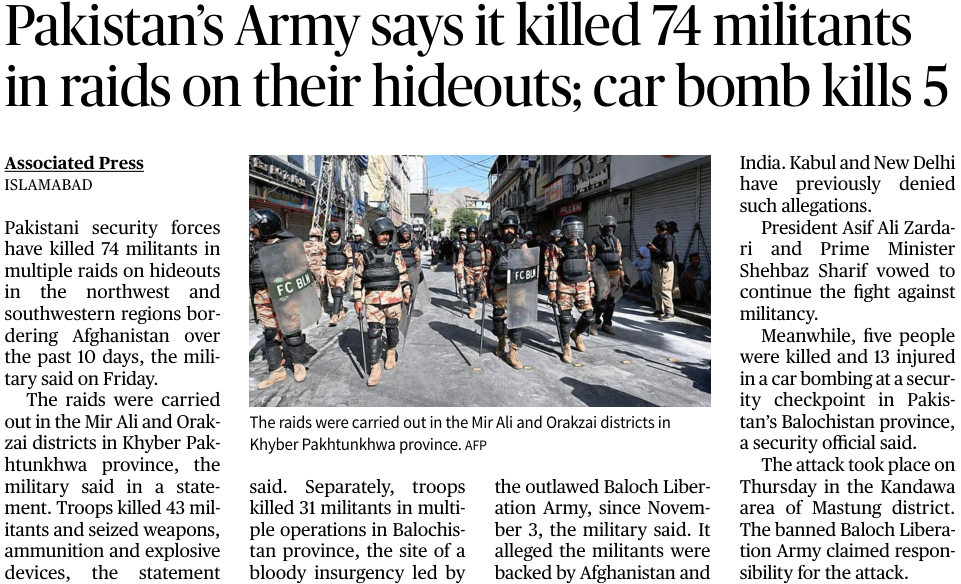 Pakistan’s Army says it killed 74 militants
in raids on their hideouts; car bomb kills 5
Associated Press
ISLAMABAD
Pakistani security forces
have killed 74 militants in
multiple raids on hideouts
in the northwest and
southwestern regions bor-
dering Afghanistan over
the past 10 days, the mili-
tary said on Friday.
The raids were carried
out in the Mir Ali and Orak-
zai districts in Khyber Pak-
htunkhwa province, the
military said in a state-
ment. Troops killed 43 mil-
itants and seized weapons,
ammunition and explosive
devices, the statement
FC BLN
FC BLN
The raids were carried out in the Mir Ali and Orakzai districts in
Khyber Pakhtunkhwa province. AFP
said. Separately, troops
killed 31 militants in multi-
ple operations in Balochis-
tan province, the site of a
bloody insurgency led by
the outlawed Baloch Liber-
ation Army, since Novem-
ber 3, the military said. It
alleged the militants were
backed by Afghanistan and
India. Kabul and New Delhi
have previously denied
such allegations.
President Asif Ali Zarda-
ri and Prime Minister
Shehbaz Sharif vowed to
continue the fight against
militancy.
Meanwhile, five people
were killed and 13 injured
in a car bombing at a secur-
ity checkpoint in Pakis-
tan’s Balochistan province,
a security official said.
The attack took place on
Thursday in the Kandawa
area of Mastung district.
The banned Baloch Libera-
tion Army claimed respon-
sibility for the attack.